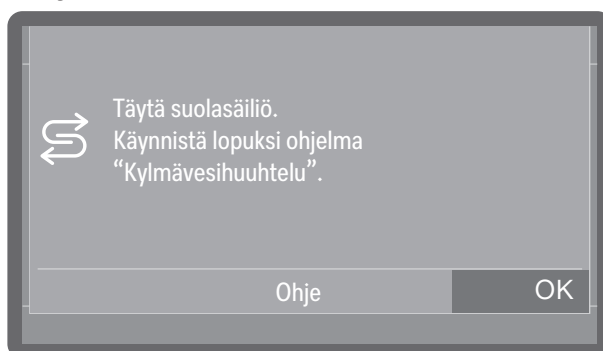 Täytä suolasäiliö.
Käynnistä lopuksi ohjelma
“Kylmävesihuuhtelu”.
Ohje
OK